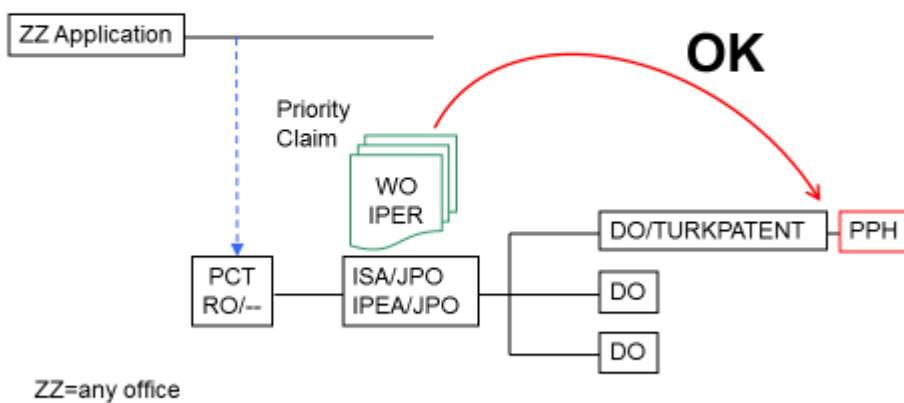 ZZ Application
OK
Priority
Claim
WO
IPER
DO/TURKPATENT
PPH
PCT
RO/--
ISA/JPO
IPEA/JPO
DO
DO
ZZ=any office